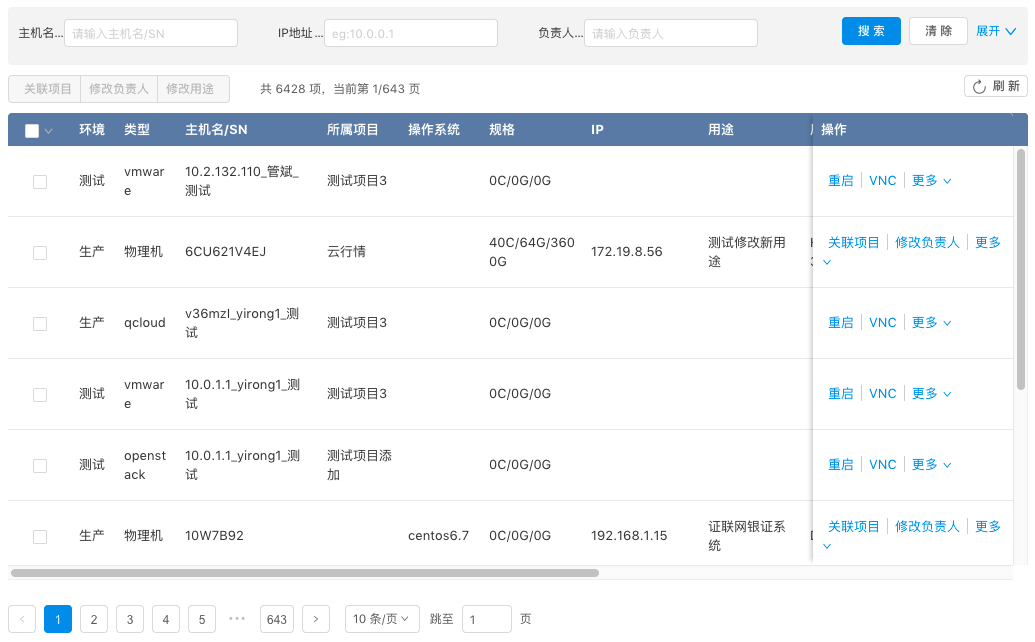 主机名... 请输入主机名/SN IP地址 ... eg:10.0.0.1 负责人... 请输入负责人 搜 索 清 除 展开
关联项目 修改负责人 修改用途 共 6428 项，当前第 1/643 页 刷 新
环境 类型 主机名/SN 所属项目 操作系统 规格 IP 用途 操作
测试 vmwar
e 10.2.132.110_管斌_
测试 测试项目3 0C/0G/0G 重启 VNC 更多
生产 物理机 6CU621V4EJ 云行情 40C/64G/360
0G 172.19.8.56 测试修改新用
途 关联项目 修改负责人 更多
生产 qcloud v36mzl_yirong1_测
试 测试项目3 0C/0G/0G 重启 VNC 更多
测试 vmwar
e 10.0.1.1_yirong1_测
试 测试项目3 0C/0G/0G 重启 VNC 更多
测试 openst
ack 10.0.1.1_yirong1_测
试 测试项目添
加 0C/0G/0G 重启 VNC 更多
生产 物理机 10W7B92 centos6.7 0C/0G/0G 192.168.1.15 证联网银证系
统 关联项目 修改负责人 更多
< 1 2 3 4 5 ••• 643 > 10 条/页 跳至 1 页